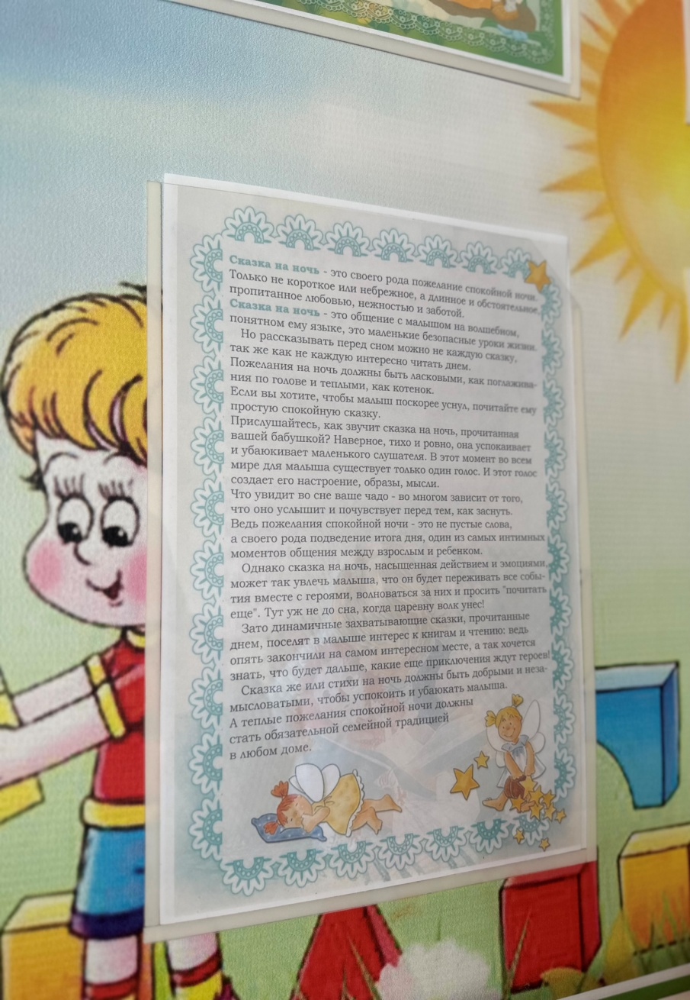 Сказка на ночь - это своего рода пожелание спокойной ночи.
Только не короткое или небрежное, а длинное и обстоятельное,
пропитанное любовью, нежностью и заботой.
Сказка на ночь - это общение с малышом на волшебном,
понятном ему языке, это маленькие безопасные уроки жизни.
Но рассказывать перед сном можно не каждую сказку,
так же как не каждую интересно читать днем.
Пожелания на ночь должны быть ласковыми, как поглажива-
ния по голове и теплыми, как котенок.
Если вы хотите, чтобы малыш поскорее уснул, почитайте ему
простую спокойную сказку.
Прислушайтесь, как звучит сказка на ночь, прочитанная
вашей бабушкой? Наверное, тихо и ровно, она успокаивает
и убаюкивает маленького слушателя. В этот момент во всем
мире для малыша существует только один голос. И этот голос
создает его настроение, образы, мысли.
Что увидит во сне ваше чадо - во многом зависит от того,
что оно услышит и почувствует перед тем, как заснуть.
Ведь пожелания спокойной ночи - это не пустые слова,
а своего рода подведение итога дня, один из самых интимных
моментов общения между взрослым и ребенком.
Однако сказка на ночь, насыщенная действием и эмоциями,
может так увлечь малыша, что он будет переживать все собы-
тия вместе с героями, волноваться за них и просить "почитать
еще". Тут уж не до сна, когда царевну волк унес!
Зато динамичные захватывающие сказки, прочитанные
днем, поселят в малыше интерес к книгам и чтению: ведь
опять закончили на самом интересном месте, а так хочется
знать, что будет дальше, какие еще приключения ждут героев!
Сказка же или стихи на ночь должны быть добрыми и неза-
мысловатыми, чтобы успокоить и убаюкать малыша.
А теплые пожелания спокойной ночи должны
стать обязательной семейной традицией
в любом доме.